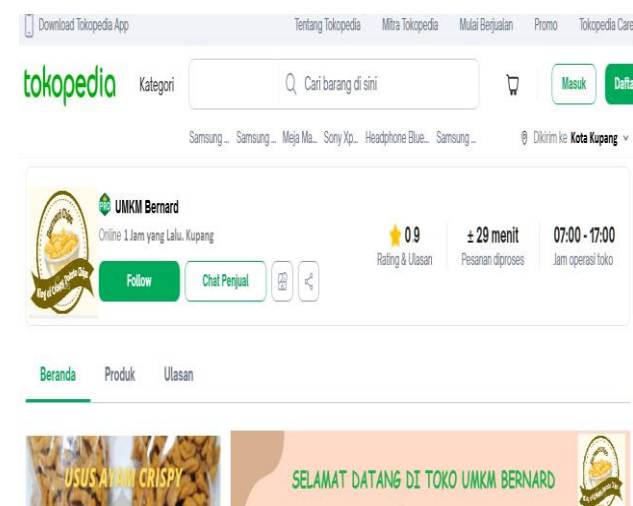 Download Tokopedia App Tentang Tokopedia Mitra Tokopedia Mulai Berjualan Promo Tokopedia Care
tokopedia Kategori Cari barang di sini Masuk Dafta
Samsung ... Samsung ... Meja Ma... Sony Xp... Headphone Blue... Samsung ... Dikirim ke Kota Kupang
PRO UMKM Bernard
Online 1 Jam yang Lalu. Kupang
0.9 ± 29 menit 07:00 - 17:00
Rating & Ulasan Pesanan diproses Jam operasi toko
Follow Chat Penjual
Beranda Produk Ulasan
USUS AYAM CRISPY
SELAMAT DATANG DI TOKO UMKM BERNARD